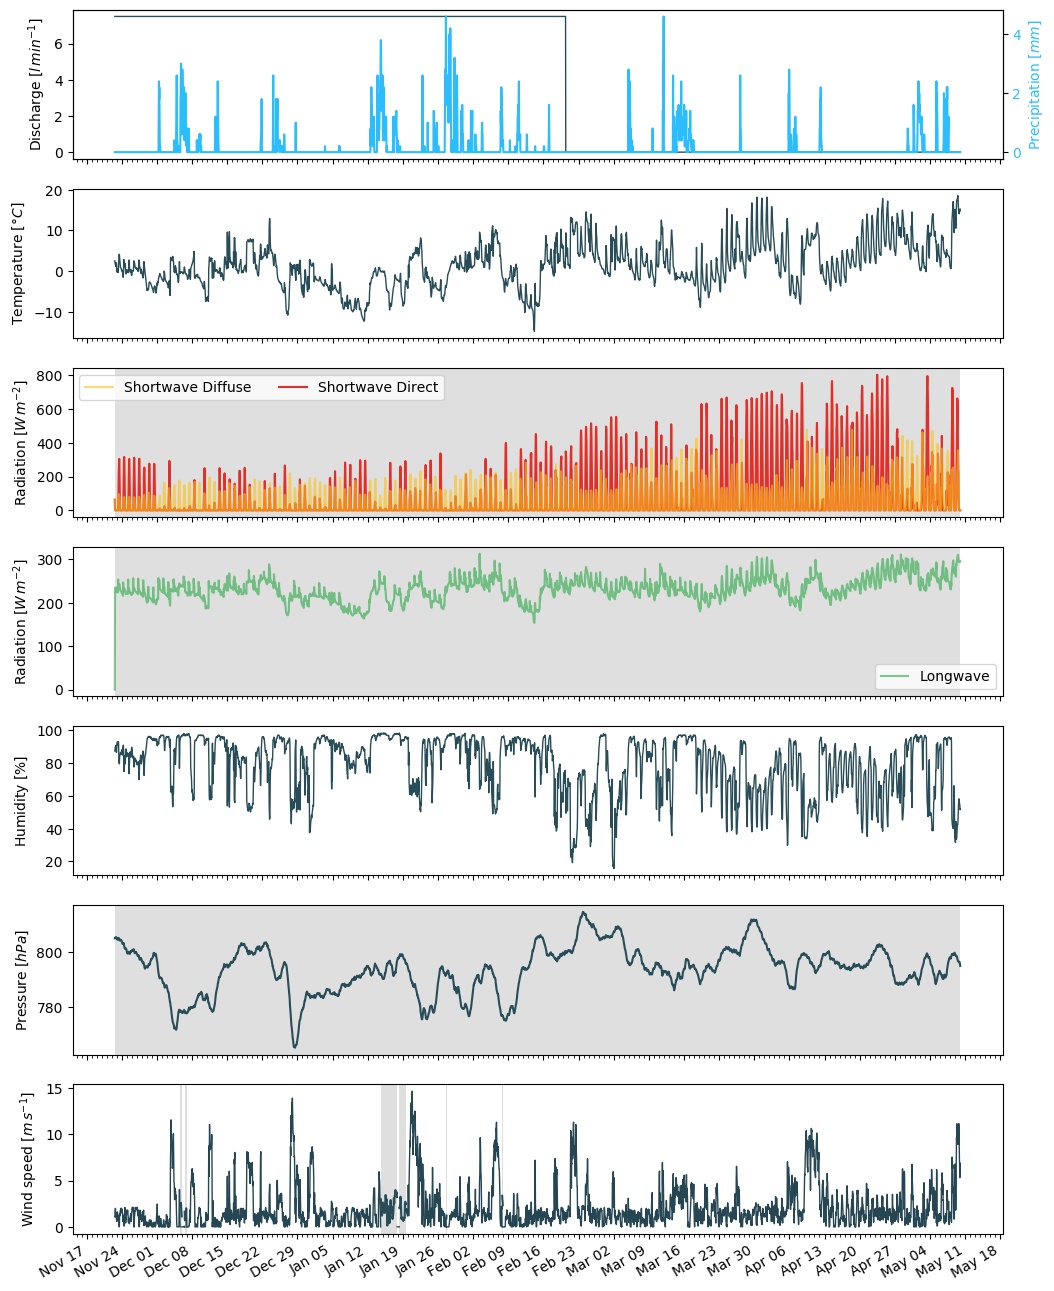 Discharge [l min⁻¹]
6
4
2
0
4
2
0
Precipitation [mm]
Temperature [°C]
20
10
0
−10
Radiation [W m⁻²]
800
600
400
200
0
Shortwave Diffuse
Shortwave Direct
Radiation [W m⁻²]
300
200
100
0
Longwave
Humidity [%]
100
80
60
40
20
Pressure [hPa]
800
780
Wind speed [m s⁻¹]
15
10
5
0
Nov 17
Nov 24
Dec 01
Dec 08
Dec 15
Dec 22
Dec 29
Jan 05
Jan 12
Jan 19
Jan 26
Feb 02
Feb 09
Feb 16
Feb 23
Mar 02
Mar 09
Mar 16
Mar 23
Mar 30
Apr 06
Apr 13
Apr 20
Apr 27
May 04
May 11
May 18